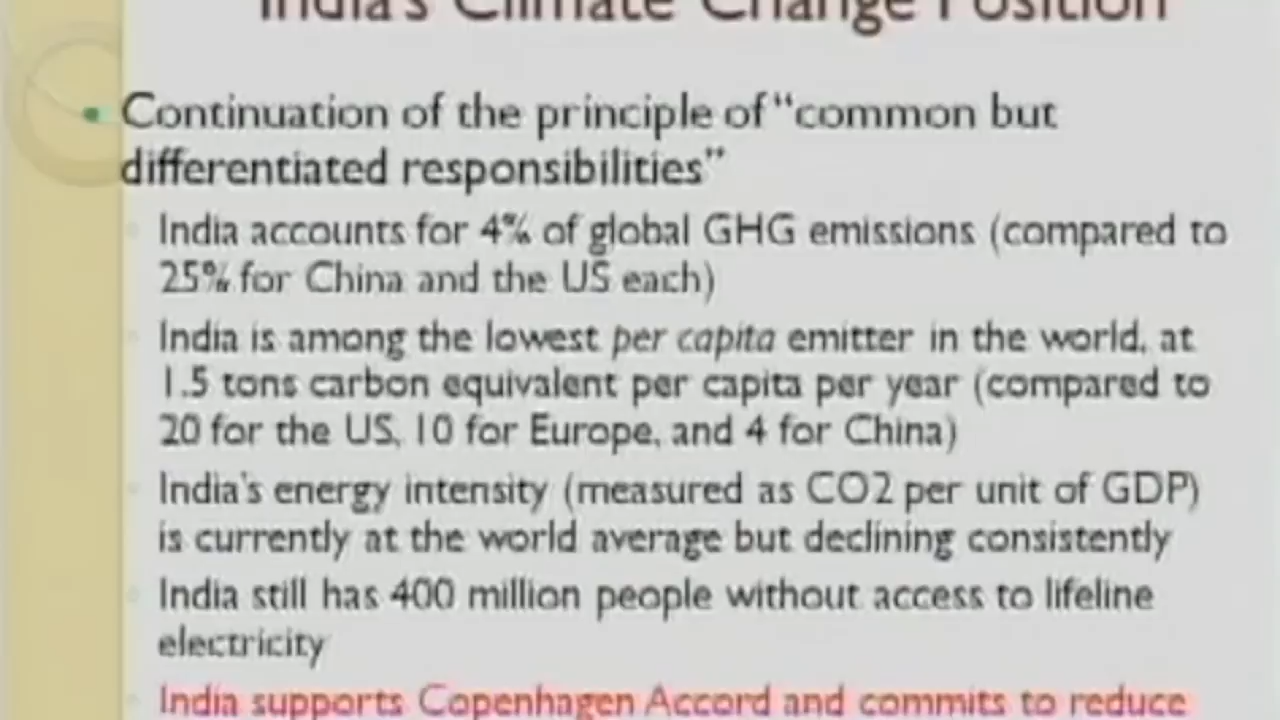 India's Climate Change Position
Continuation of the principle of “common but
differentiated responsibilities”
India accounts for 4% of global GHG emissions (compared to
25% for China and the US each)
India is among the lowest per capita emitter in the world, at
1.5 tons carbon equivalent per capita per year (compared to
20 for the US, 10 for Europe, and 4 for China)
India's energy intensity (measured as CO2 per unit of GDP)
is currently at the world average but declining consistently
India still has 400 million people without access to lifeline
electricity
India supports Copenhagen Accord and commits to reduce